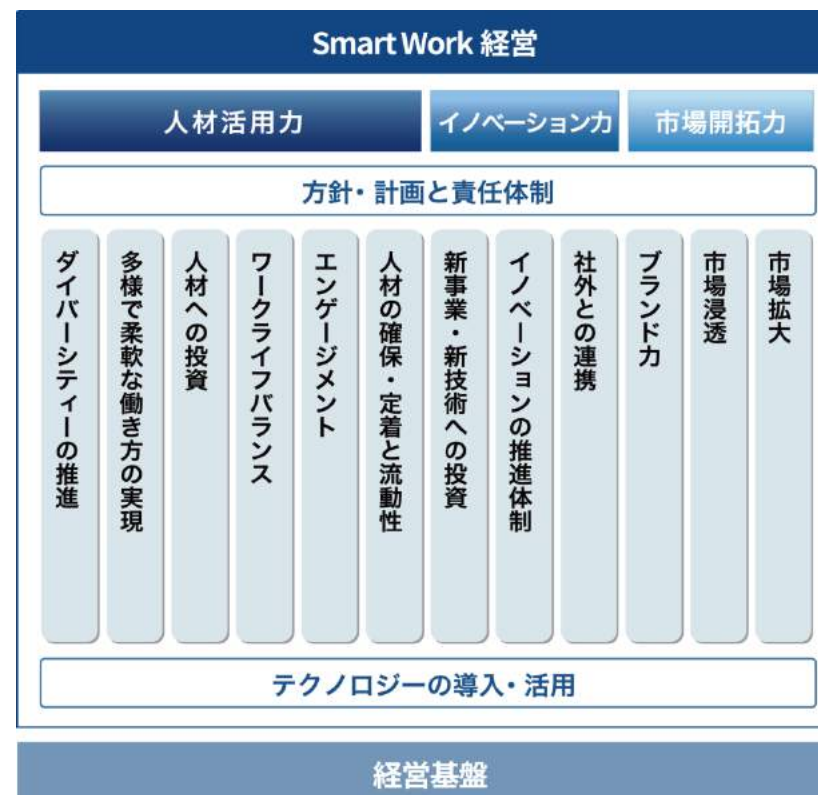 Smart Work 経営
人材活用力
イノベーション力
市場開拓力
方針・計画と責任体制
ダイバーシティーの推進
多様で柔軟な働き方の実現
人材への投資
ワークライフバランス
エンゲージメント
人材の確保・定着と流動性
新事業・新技術への投資
イノベーションの推進体制
社外との連携
ブランド力
市場浸透
市場拡大
テクノロジーの導入・活用
経営基盤